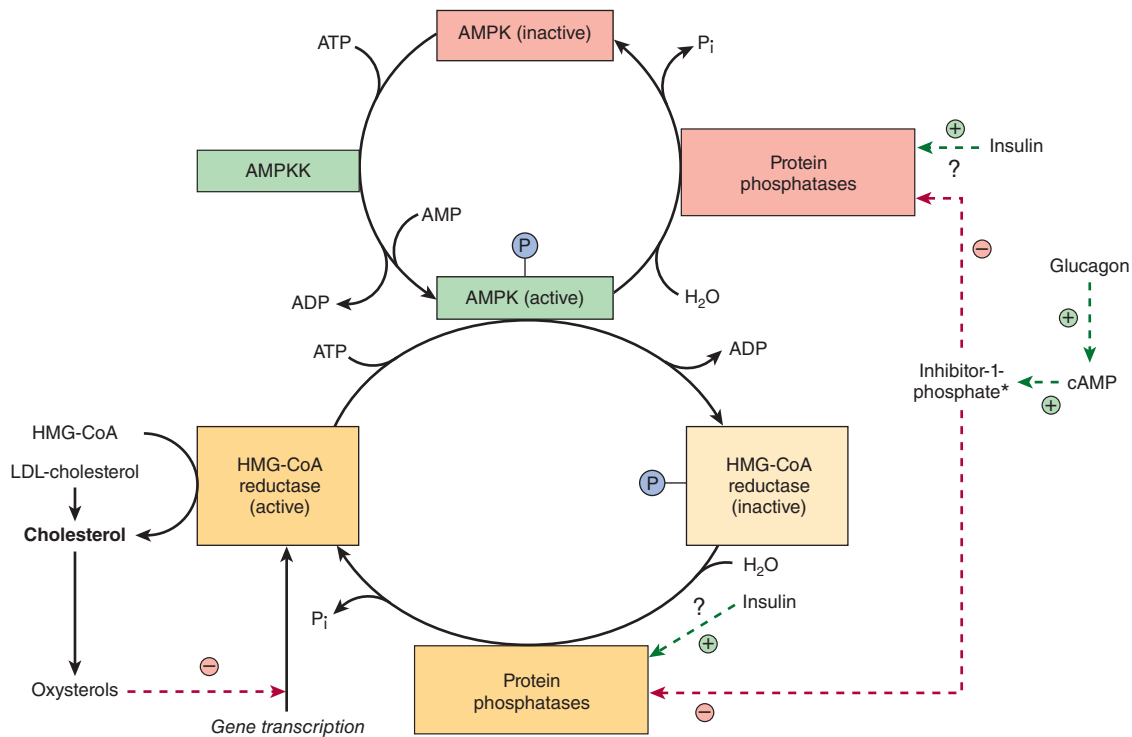 AMPK (inactive)
ATP
Pi
AMPKK
Protein
phosphatases
+
Insulin
?
−
AMP
P
Glucagon
ADP
AMPK (active)
H2O
+
ATP
ADP
Inhibitor-1-
phosphate*
cAMP
+
HMG-CoA
LDL-cholesterol
Cholesterol
HMG-CoA
reductase
(active)
P
HMG-CoA
reductase
(inactive)
H2O
Pi
?
Insulin
+
Oxysterols
−
Protein
phosphatases
−
Gene transcription